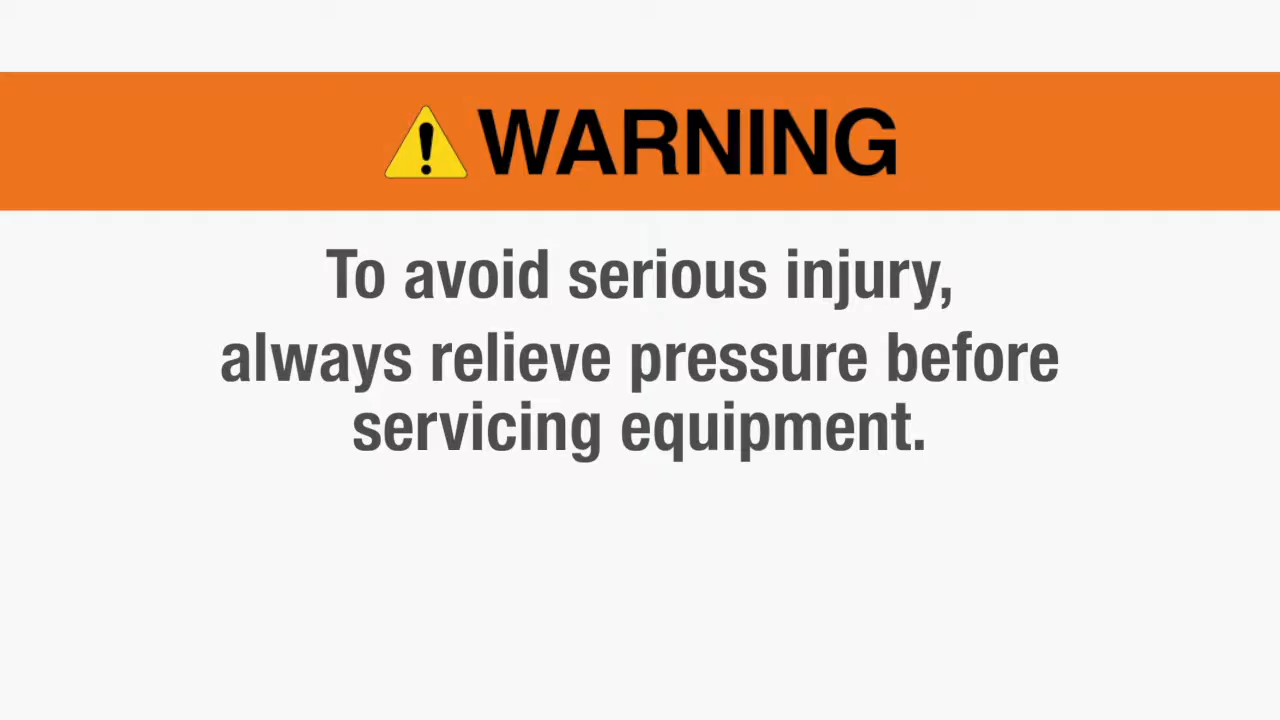 WARNING
To avoid serious injury,
always relieve pressure before
servicing equipment.